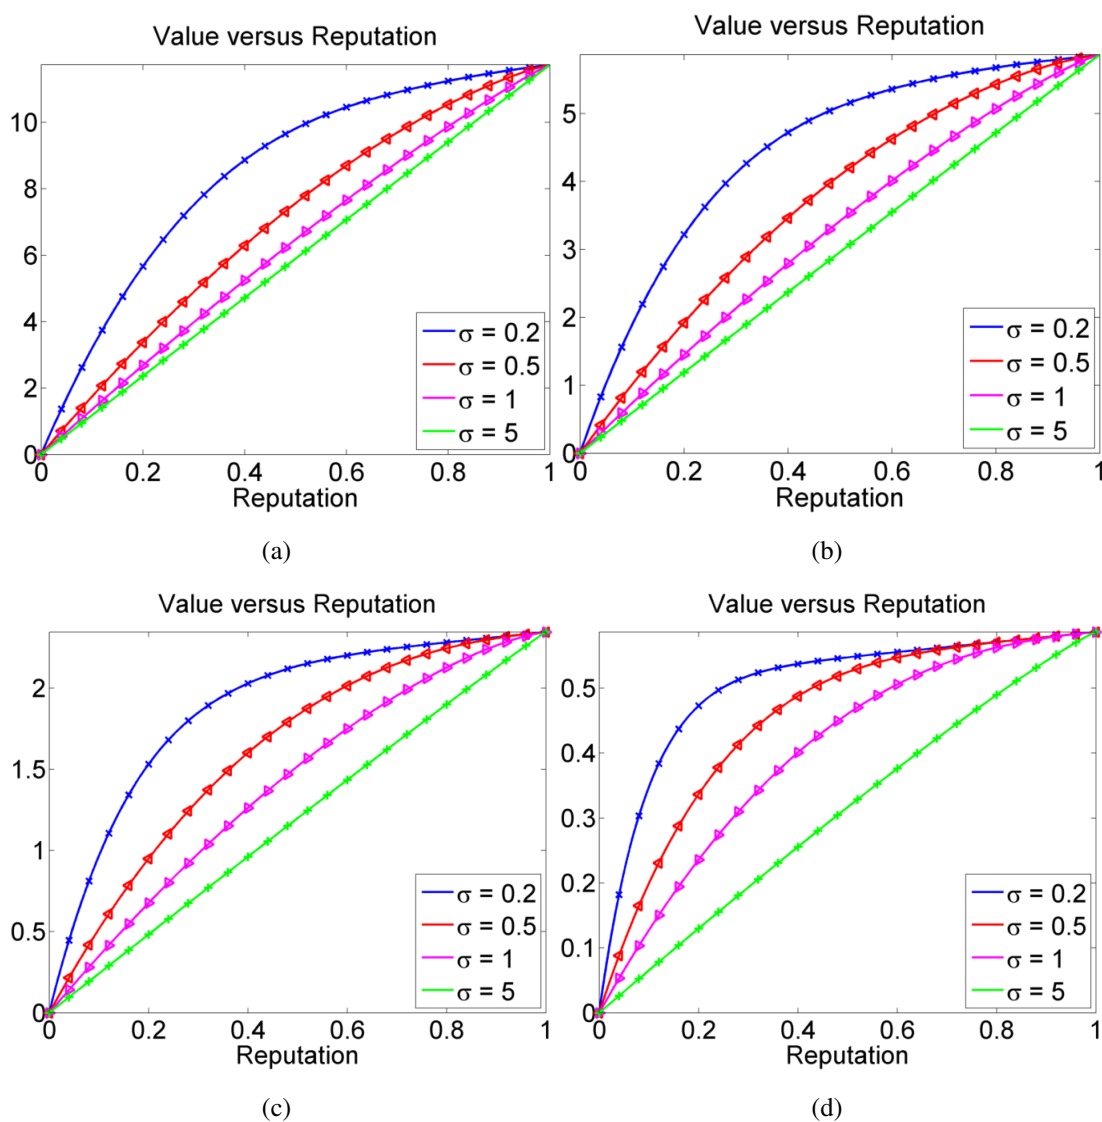 Value versus Reputation
10
8
6
4
2
0
0 0.2 0.4 0.6 0.8 1
Reputation
σ = 0.2
σ = 0.5
σ = 1
σ = 5
(a)
Value versus Reputation
5
4
3
2
1
0
0 0.2 0.4 0.6 0.8 1
Reputation
σ = 0.2
σ = 0.5
σ = 1
σ = 5
(b)
Value versus Reputation
2
1.5
1
0.5
0
0 0.2 0.4 0.6 0.8 1
Reputation
σ = 0.2
σ = 0.5
σ = 1
σ = 5
(c)
Value versus Reputation
0.5
0.4
0.3
0.2
0.1
0
0 0.2 0.4 0.6 0.8 1
Reputation
σ = 0.2
σ = 0.5
σ = 1
σ = 5
(d)